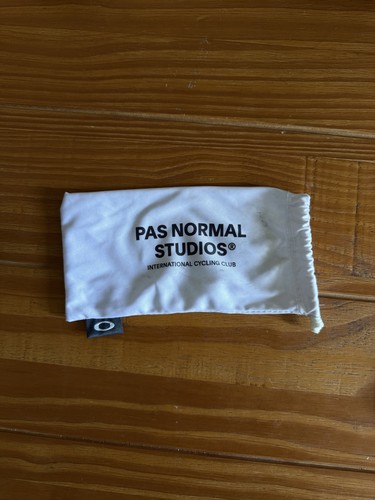 PAS NORMAL
STUDIOS®
INTERNATIONAL CYCLING CLUB